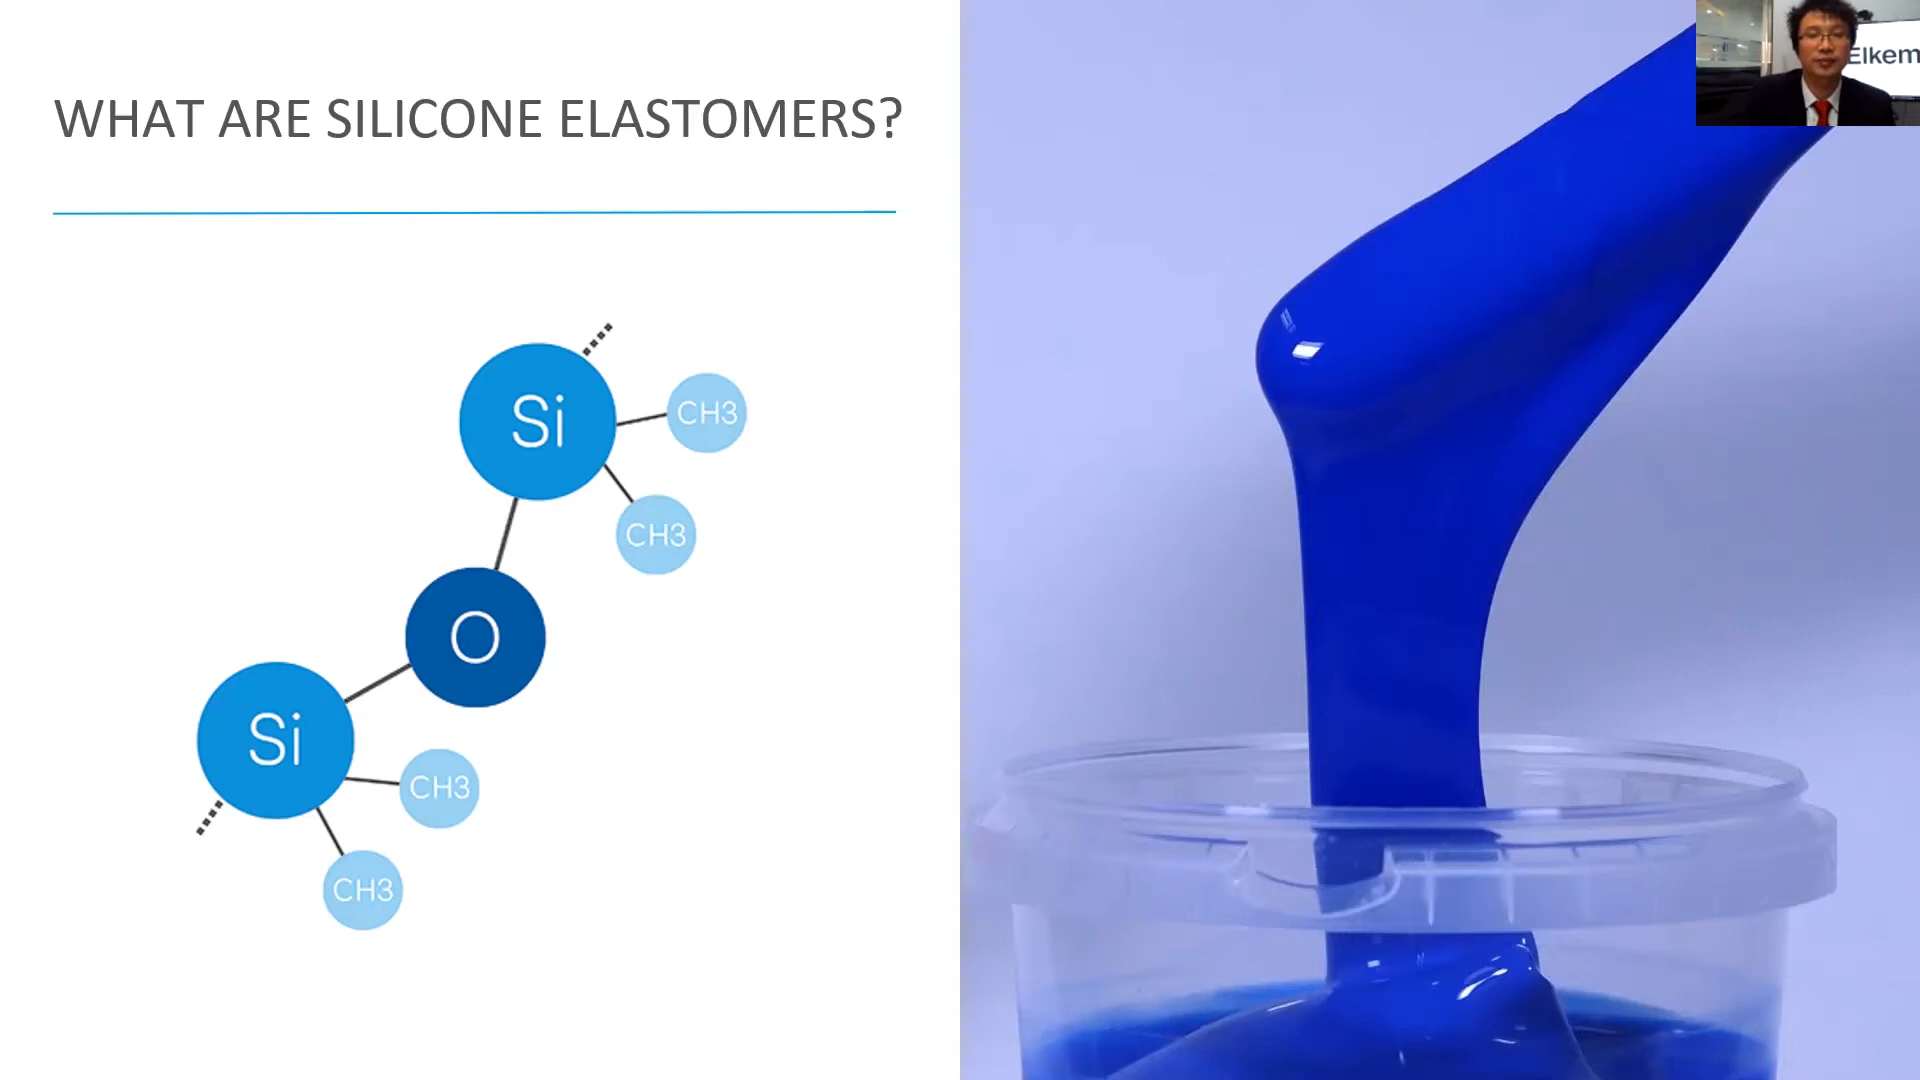 WHAT ARE SILICONE ELASTOMERS?
Elkem
Si
CH3
CH3
O
Si
CH3
CH3